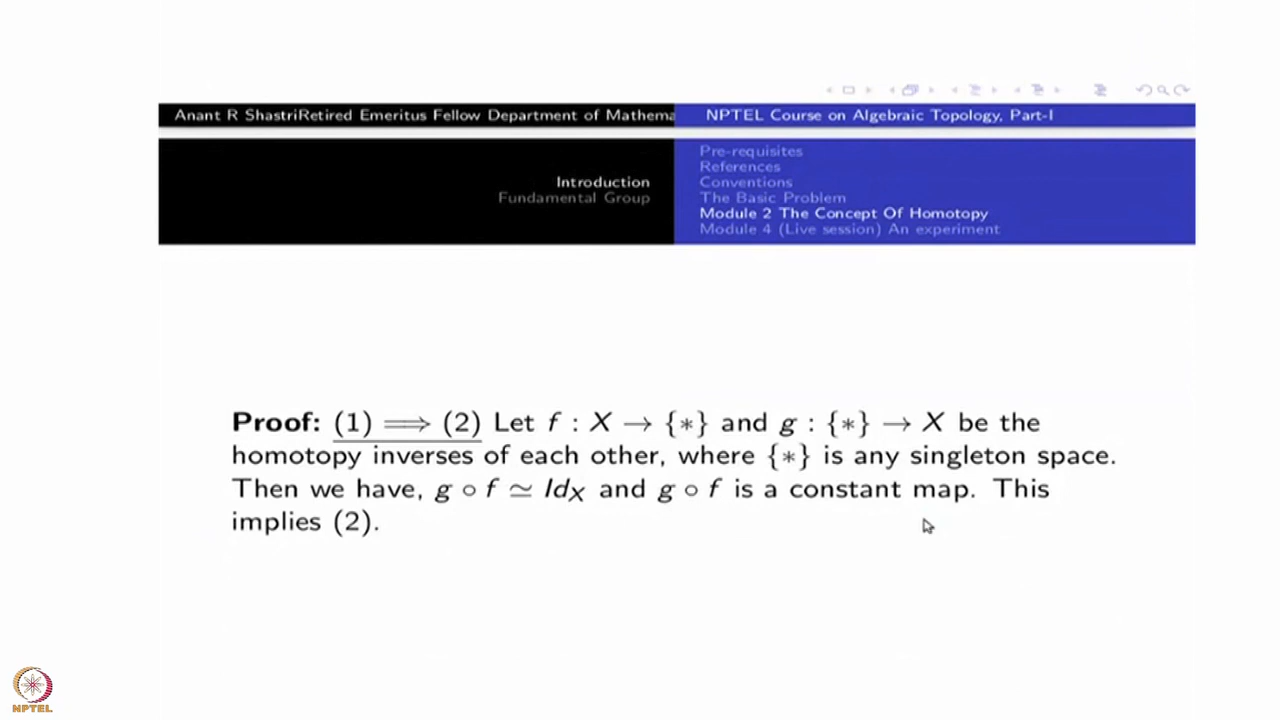 Anant R ShastriRetired Emeritus Fellow Department of Mathema
NPTEL Course on Algebraic Topology, Part-I
Introduction
Fundamental Group
Pre-requisites
References
Conventions
The Basic Problem
Module 2 The Concept Of Homotopy
Module 4 (Live session) An experiment
Proof: (1) ⟹ (2) Let f : X → {∗} and g : {∗} → X be the
homotopy inverses of each other, where {∗} is any singleton space.
Then we have, g ∘ f ≃ Id_X and g ∘ f is a constant map. This
implies (2).
NPTEL